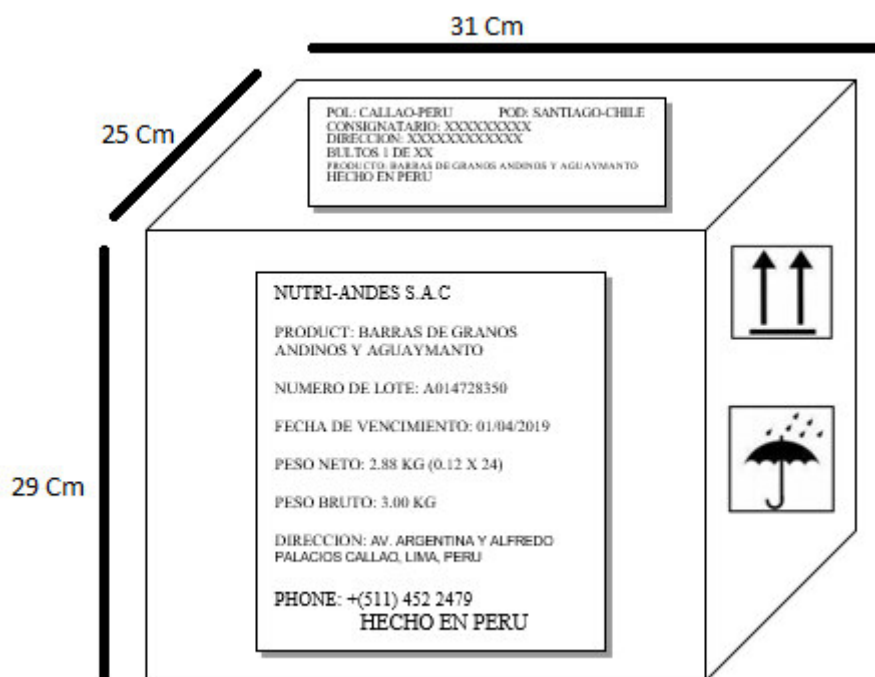 31 Cm
25 Cm
POL: CALLAO-PERU POD: SANTIAGO-CHILE
CONSIGNATARIO: XXXXXXXXX
DIRECCION: XXXXXXXXXXXX
BULTOS 1 DE XX
PRODUCTO: BARRAS DE GRANOS ANDINOS Y AGUAYMANTO
HECHO EN PERU
29 Cm
NUTRI-ANDES S.A.C
PRODUCT: BARRAS DE GRANOS
ANDINOS Y AGUAYMANTO
NUMERO DE LOTE: A014728350
FECHA DE VENCIMIENTO: 01/04/2019
PESO NETO: 2.88 KG (0.12 X 24)
PESO BRUTO: 3.00 KG
DIRECCION: AV. ARGENTINA Y ALFREDO
PALACIOS CALLAO, LIMA, PERU
PHONE: +(511) 452 2479
HECHO EN PERU